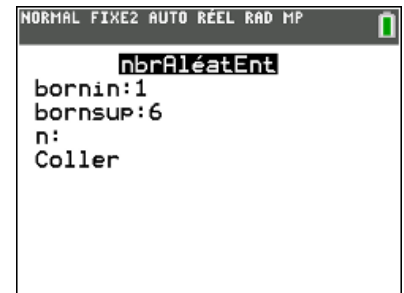 NORMAL FIXE2 AUTO RÉEL RAD MP
nbrAléatEnt
bornin:1
bornsup:6
n:
Coller